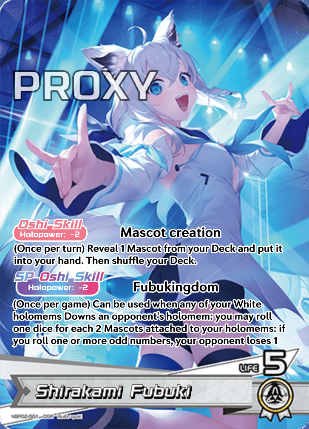 PROXY
Oshi-Skill
Holopower: -2
Mascot creation
(Once per turn) Reveal 1 Mascot from your Deck and put it
into your hand. Then shuffle your Deck.
SP Oshi Skill
Holopower: -2
Fubukingdom
(Once per game) Can be used when any of your White
holomems Downs an opponent's holomem: you may roll
one dice for each 2 Mascots attached to your holomems: if
you roll one or more odd numbers, your opponent loses 1
LIFE 5
Shirakami Fubuki